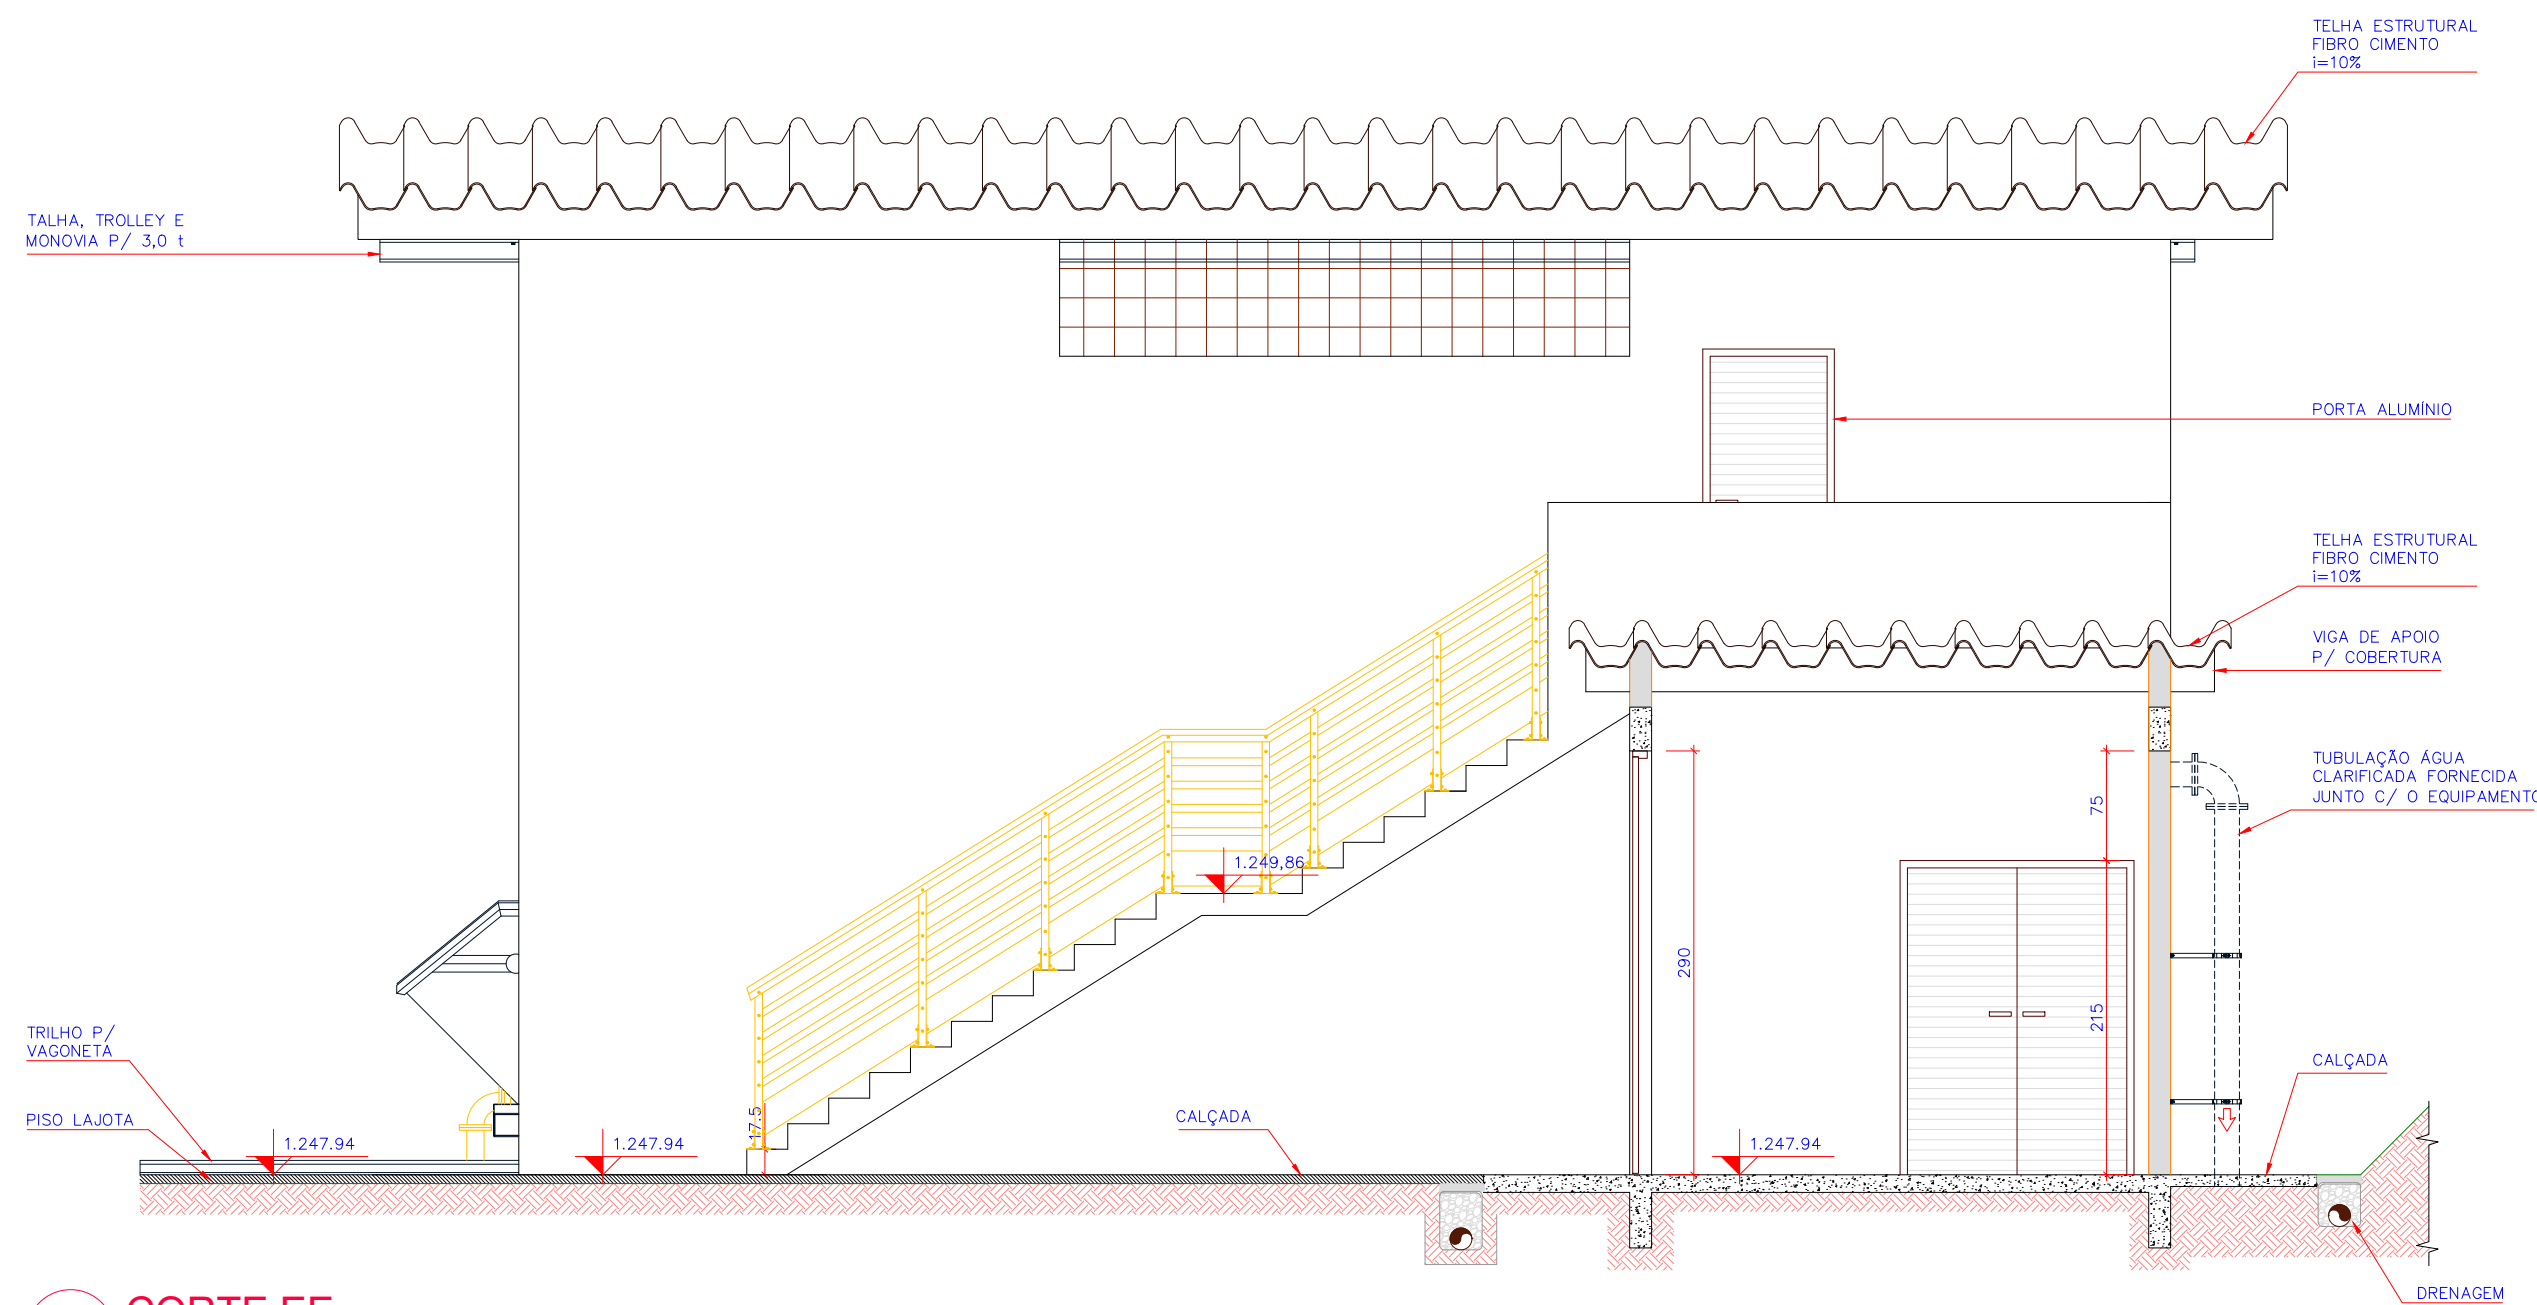 TELHA ESTRUTURAL
FIBRO CIMENTO
i=10%
TALHA, TROLLEY E
MONOVIA P/ 3,0 t
PORTA ALUMÍNIO
TELHA ESTRUTURAL
FIBRO CIMENTO
i=10%
VIGA DE APOIO
P/ COBERTURA
TUBULAÇÃO ÁGUA
CLARIFICADA FORNECIDA
JUNTO C/ O EQUIPAMENTO
75
1.249,86
290
215
TRILHO P/
VAGONETA
CALÇADA
PISO LAJOTA
17.5
CALÇADA
1.247.94
1.247.94
1.247.94
DRENAGEM
CORTE EE